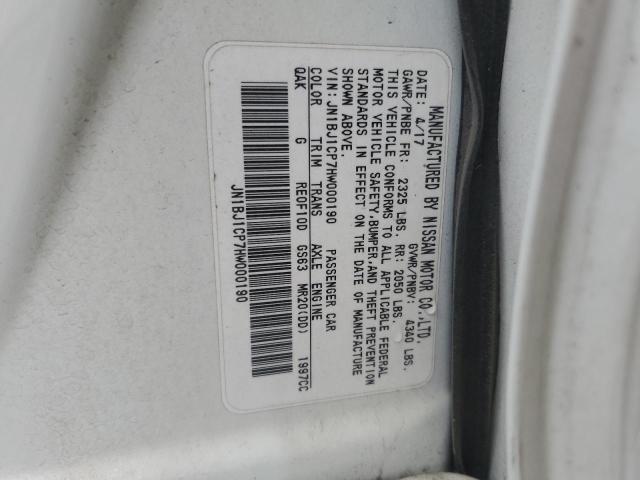 MANUFACTURED BY NISSAN MOTOR CO.,LTD.
DATE: 4/17 GVWR/PNBV: 4340 LBS.
GAWR/PNBE FR: 2325 LBS. RR: 2050 LBS.
THIS VEHICLE CONFORMS TO ALL APPLICABLE FEDERAL
MOTOR VEHICLE SAFETY,BUMPER,AND THEFT PREVENTION
STANDARDS IN EFFECT ON THE DATE OF MANUFACTURE
SHOWN ABOVE.
VIN:JN1BJ1CP7HW000190 PASSENGER CAR
COLOR TRIM TRANS AXLE ENGINE
QAK G RE0F10D GS63 MR20(DD) 1997CC
JN1BJ1CP7HW000190